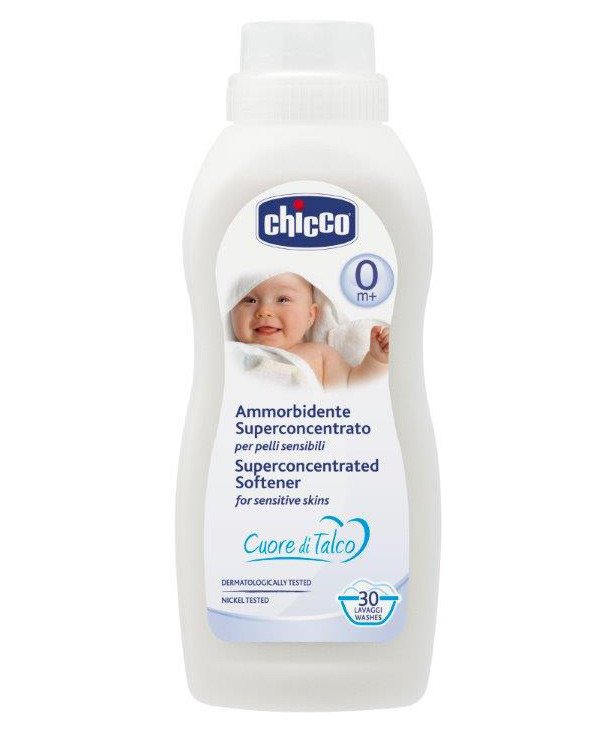 chicco
0
m+
Ammorbidente
Superconcentrato
per pelli sensibili
Superconcentrated
Softener
for sensitive skins
Cuore di Talco
DERMATOLOGICALLY TESTED
NICKEL TESTED
30
LAVAGGI
WASHES